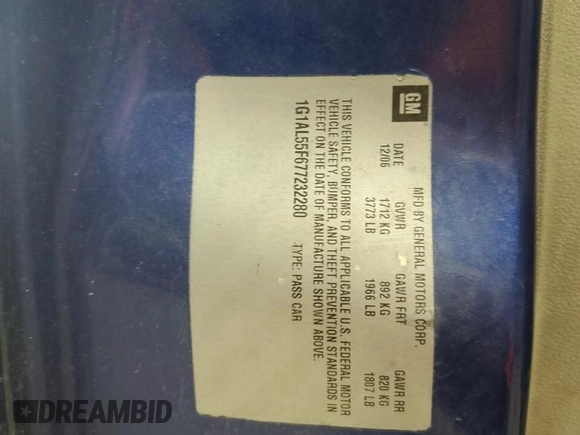 GM
MFD BY GENERAL MOTORS CORP.
DATE GVWR GAWR FRT GAWR RR
12/06 1712 KG 892 KG 820 KG
3773 LB 1966 LB 1807 LB
THIS VEHICLE CONFORMS TO ALL APPLICABLE U.S. FEDERAL MOTOR
VEHICLE SAFETY, BUMPER, AND THEFT PREVENTION STANDARDS IN
EFFECT ON THE DATE OF MANUFACTURE SHOWN ABOVE.
1G1AL55F677232280 -TYPE: PASS CAR
DREAMBID